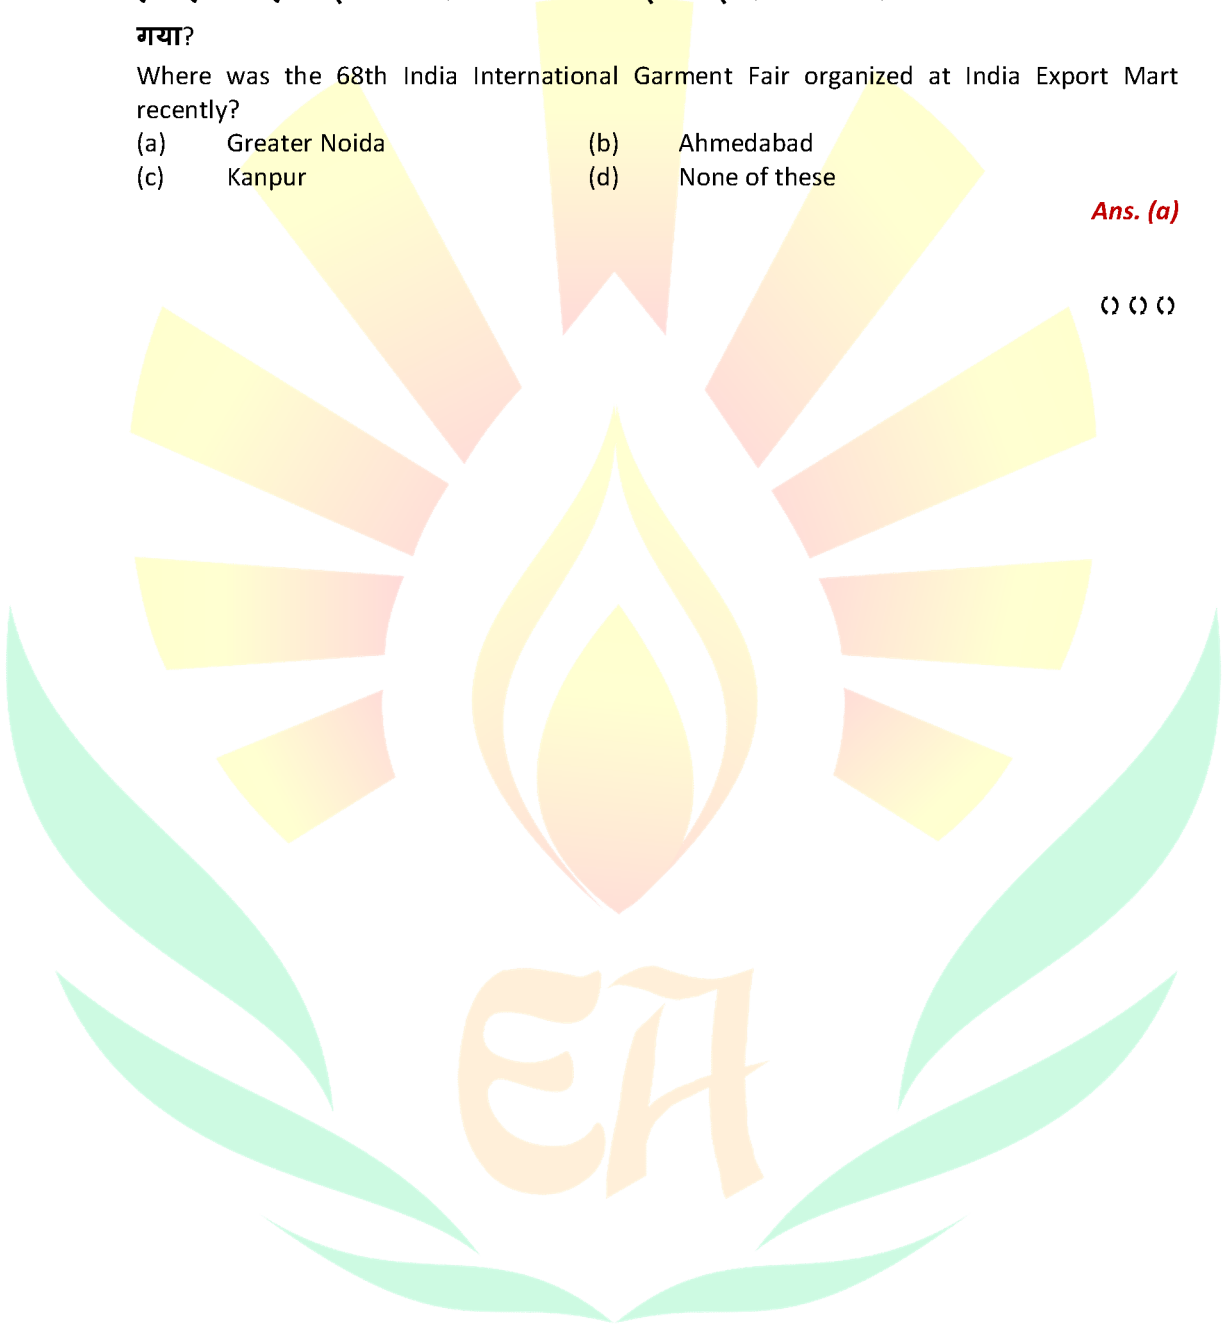 गया?
Where was the 68th India International Garment Fair organized at India Export Mart
recently?
(a) Greater Noida (b) Ahmedabad
(c) Kanpur (d) None of these
Ans. (a)
EA